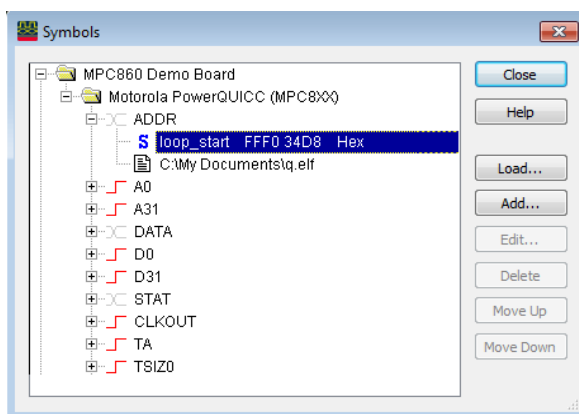 Symbols
MPC860 Demo Board
Motorola PowerQUICC (MPC8XX)
ADDR
S loop_start FFF0 34D8 Hex
C:\My Documents\q.elf
A0
A31
DATA
D0
D31
STAT
CLKOUT
TA
TSIZ0
Close
Help
Load...
Add...
Edit...
Delete
Move Up
Move Down